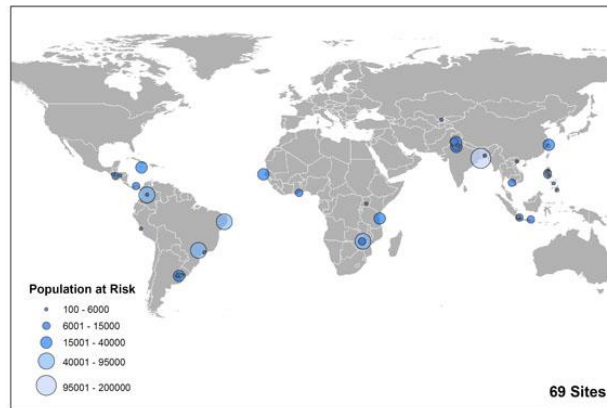 Population at Risk
100 - 6000
6001 - 15000
15001 - 40000
40001 - 95000
95001 - 200000
69 Sites